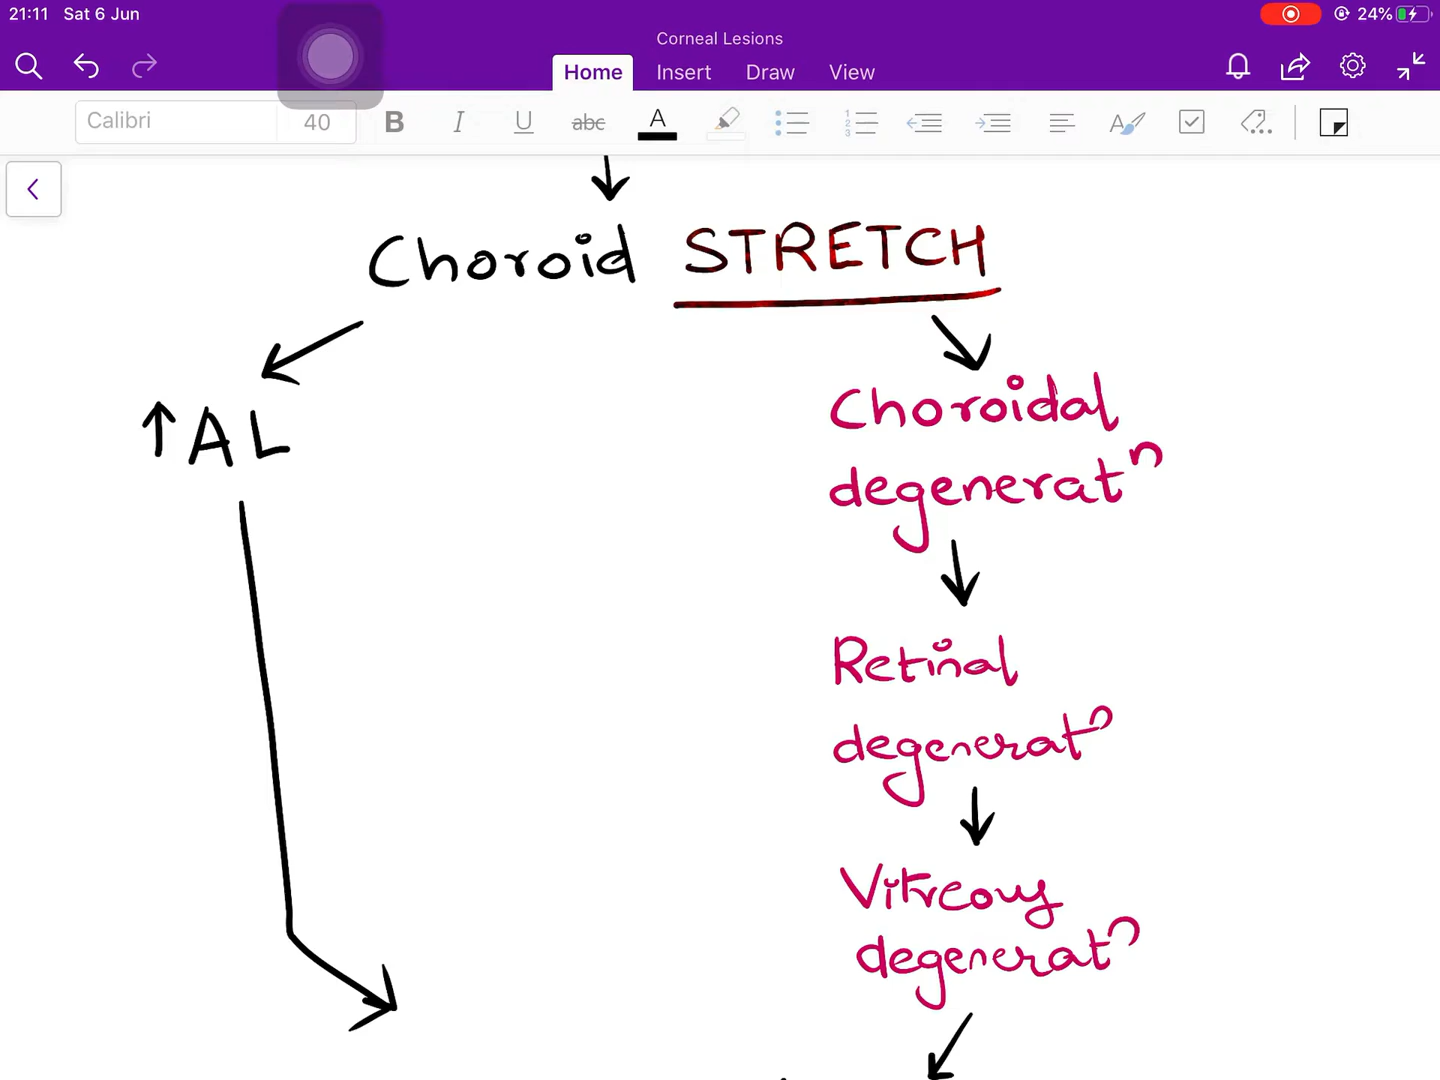 21:11 Sat 6 Jun
24%
Corneal Lesions
Home Insert Draw View
Calibri 40 B I U abc A
Choroid STRETCH
↑AL
Choroidal
degeneratⁿ
Retinal
degeneratⁿ
Vitreous
degeneratⁿ